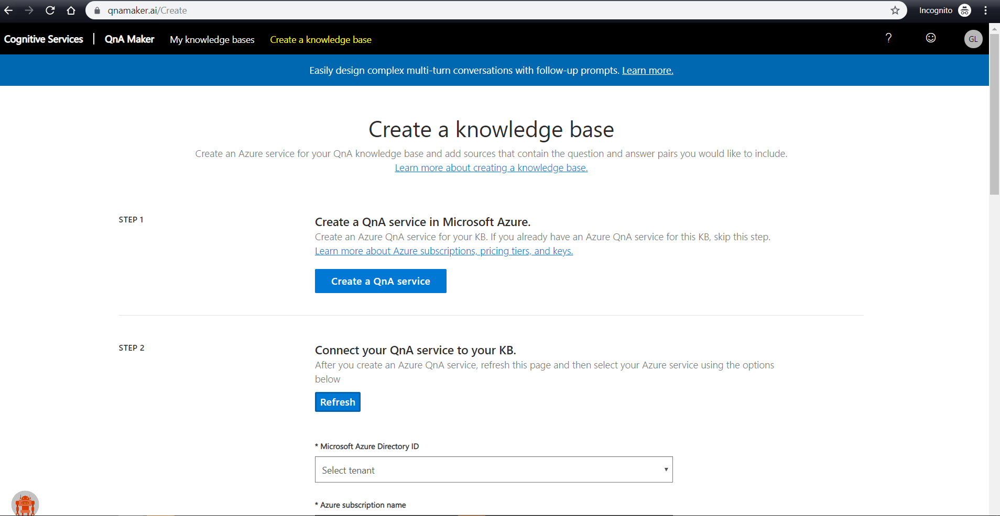 qnamaker.ai/Create
Incognito
Cognitive Services | QnA Maker My knowledge bases Create a knowledge base ? GL
Easily design complex multi-turn conversations with follow-up prompts. Learn more.
Create a knowledge base
Create an Azure service for your QnA knowledge base and add sources that contain the question and answer pairs you would like to include.
Learn more about creating a knowledge base.
STEP 1
Create a QnA service in Microsoft Azure.
Create an Azure QnA service for your KB. If you already have an Azure QnA service for this KB, skip this step.
Learn more about Azure subscriptions, pricing tiers, and keys.
Create a QnA service
STEP 2
Connect your QnA service to your KB.
After you create an Azure QnA service, refresh this page and then select your Azure service using the options
below
Refresh
* Microsoft Azure Directory ID
Select tenant
* Azure subscription name